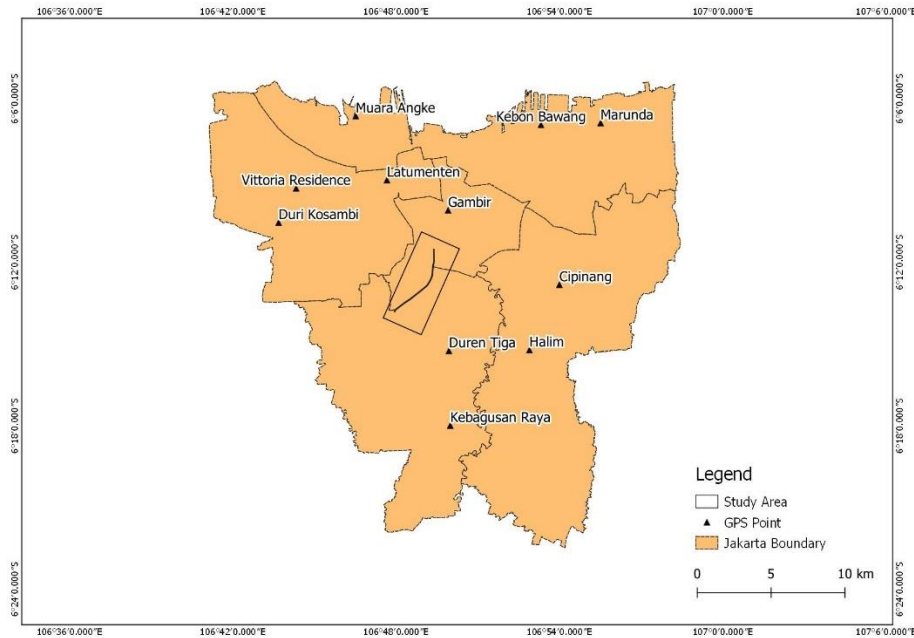 106°36'0.000"E 106°42'0.000"E 106°48'0.000"E 106°54'0.000"E 107°0'0.000"E 107°6'0.000"E
6°6'0.000"S 6°6'0.000"S
Muara Angke
Kebon Bawang
Marunda
Latumenten
Vittoria Residence
Gambir
Duri Kosambi
6°12'0.000"S 6°12'0.000"S
Cipinang
Duren Tiga
Halim
Kebagusan Raya
6°18'0.000"S 6°18'0.000"S
Legend
Study Area
GPS Point
Jakarta Boundary
0 5 10 km
6°24'0.000"S 6°24'0.000"S
106°36'0.000"E 106°42'0.000"E 106°48'0.000"E 106°54'0.000"E 107°0'0.000"E 107°6'0.000"E